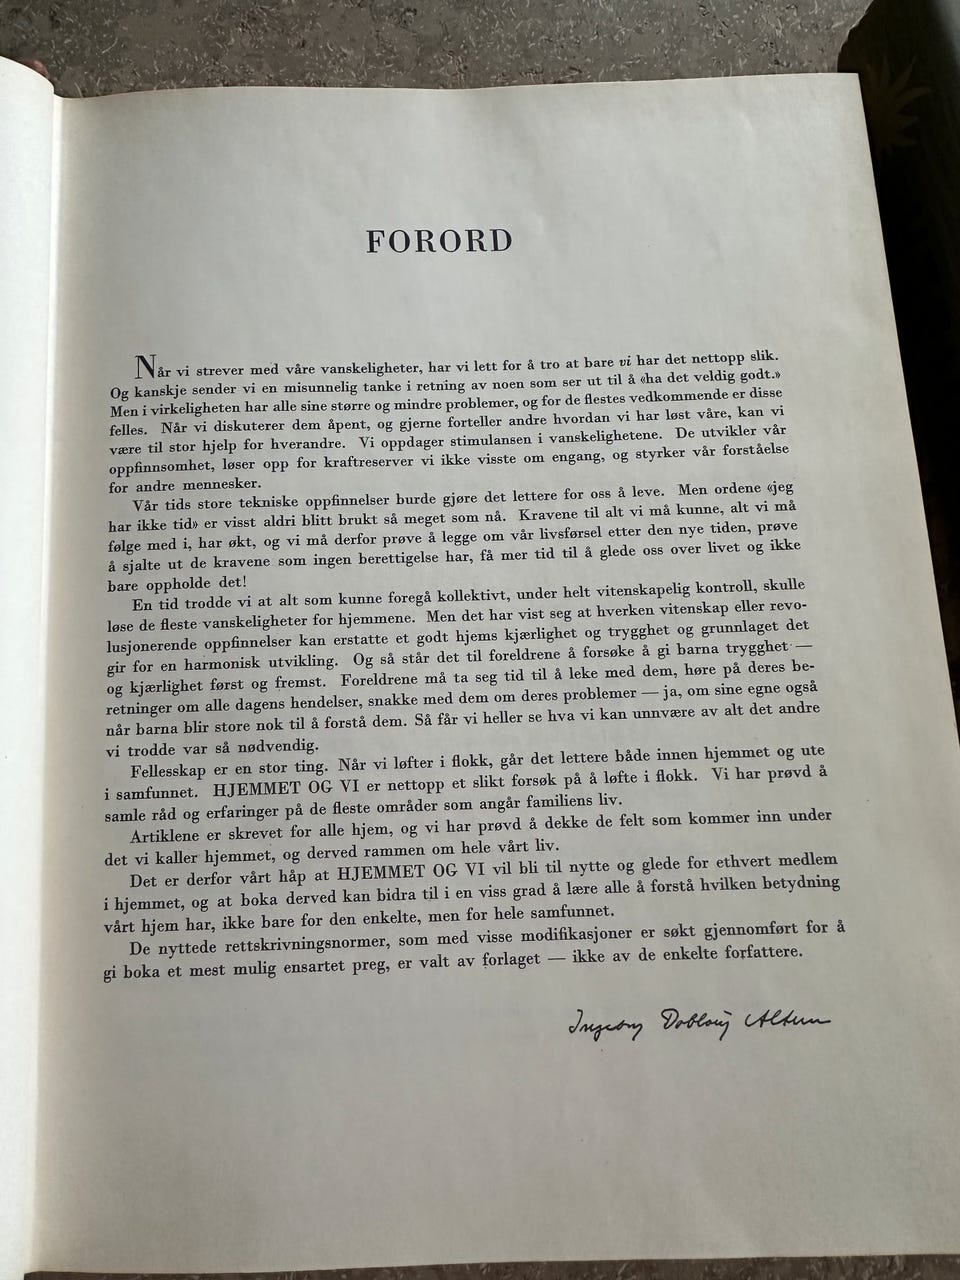 FORORD
Når vi strever med våre vanskeligheter, har vi lett for å tro at bare vi har det nettopp slik.
Og kanskje sender vi en misunnelig tanke i retning av noen som ser ut til å «ha det veldig godt.»
Men i virkeligheten har alle sine større og mindre problemer, og for de flestes vedkommende er disse
felles. Når vi diskuterer dem åpent, og gjerne forteller andre hvordan vi har løst våre, kan vi
være til stor hjelp for hverandre. Vi oppdager stimulansen i vanskelighetene. De utvikler vår
oppfinnsomhet, løser opp for kraftreserver vi ikke visste om engang, og styrker vår forståelse
for andre mennesker.
Vår tids store tekniske oppfinnelser burde gjøre det lettere for oss å leve. Men ordene «jeg
har ikke tid» er visst aldri blitt brukt så meget som nå. Kravene til alt vi må kunne, alt vi må
følge med i, har økt, og vi må derfor prøve å legge om vår livsførsel etter den nye tiden, prøve
å sjalte ut de kravene som ingen berettigelse har, få mer tid til å glede oss over livet og ikke
bare oppholde det!
En tid trodde vi at alt som kunne foregå kollektivt, under helt vitenskapelig kontroll, skulle
løse de fleste vanskeligheter for hjemmene. Men det har vist seg at hverken vitenskap eller revo-
lusjonerende oppfinnelser kan erstatte et godt hjems kjærlighet og trygghet og grunnlaget det
gir for en harmonisk utvikling. Og så står det til foreldrene å forsøke å gi barna trygghet —
og kjærlighet først og fremst. Foreldrene må ta seg tid til å leke med dem, høre på deres be-
retninger om alle dagens hendelser, snakke med dem om deres problemer — ja, om sine egne også
når barna blir store nok til å forstå dem. Så får vi heller se hva vi kan unnvære av alt det andre
vi trodde var så nødvendig.
Fellesskap er en stor ting. Når vi løfter i flokk, går det lettere både innen hjemmet og ute
i samfunnet. HJEMMET OG VI er nettopp et slikt forsøk på å løfte i flokk. Vi har prøvd å
samle råd og erfaringer på de fleste områder som angår familiens liv.
Artiklene er skrevet for alle hjem, og vi har prøvd å dekke de felt som kommer inn under
det vi kaller hjemmet, og derved rammen om hele vårt liv.
Det er derfor vårt håp at HJEMMET OG VI vil bli til nytte og glede for ethvert medlem
i hjemmet, og at boka derved kan bidra til i en viss grad å lære alle å forstå hvilken betydning
vårt hjem har, ikke bare for den enkelte, men for hele samfunnet.
De nyttede rettskrivningsnormer, som med visse modifikasjoner er søkt gjennomført for å
gi boka et mest mulig ensartet preg, er valt av forlaget — ikke av de enkelte forfattere.